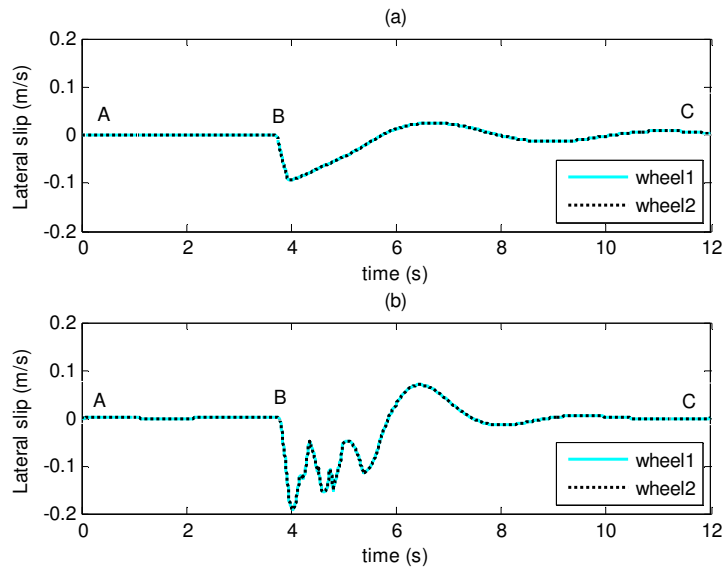 (a)
Lateral slip (m/s)
0.2
0.1
0
-0.1
-0.2
A
B
C
wheel1
wheel2
0 2 4 6 8 10 12
time (s)
(b)
Lateral slip (m/s)
0.2
0.1
0
-0.1
-0.2
A
B
C
wheel1
wheel2
0 2 4 6 8 10 12
time (s)